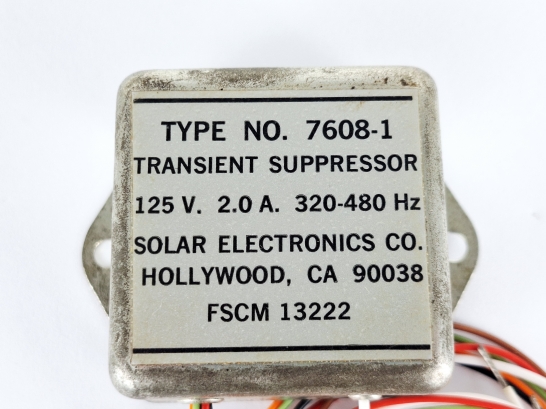 TYPE NO. 7608-1
TRANSIENT SUPPRESSOR
125 V. 2.0 A. 320-480 Hz
SOLAR ELECTRONICS CO.
HOLLYWOOD, CA 90038
FSCM 13222